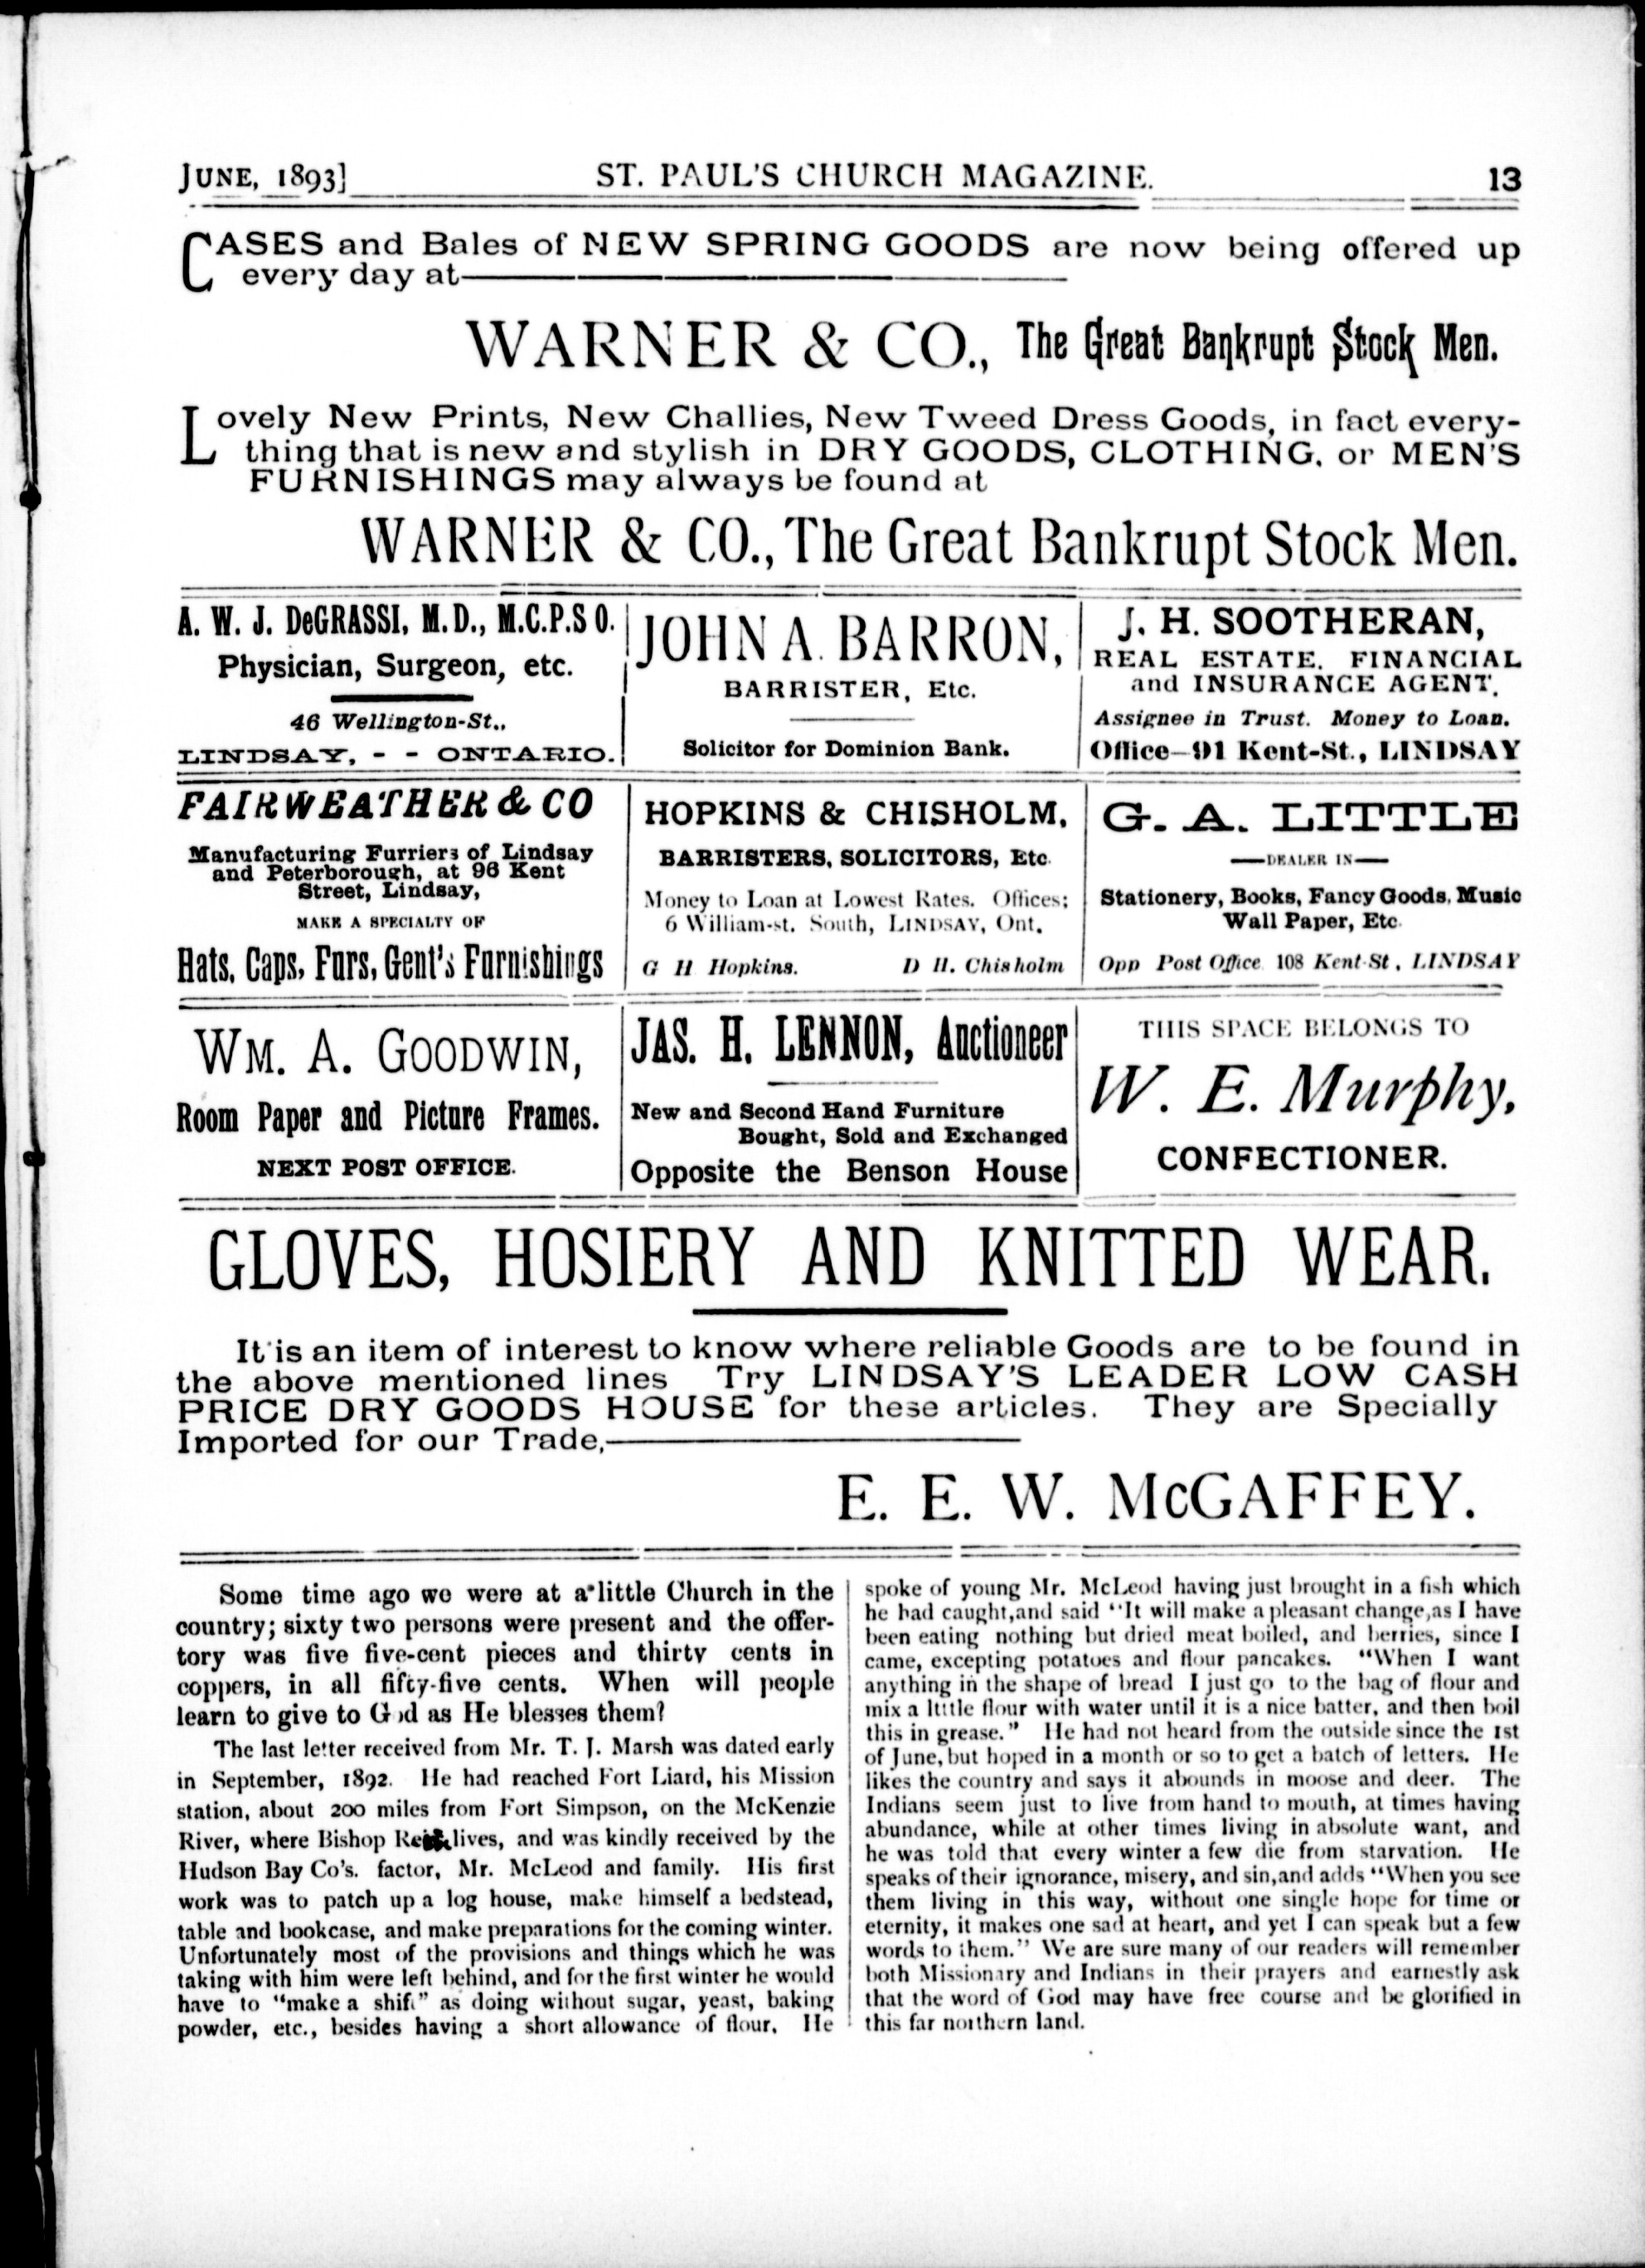 JUNE, 1893] ST. PAUL'S CHURCH MAGAZINE. 13
CASES and Bales of NEW SPRING GOODS are now being offered up
every day at
WARNER & CO., The Great Bankrupt Stock Men.
Lovely New Prints, New Challies, New Tweed Dress Goods, in fact every-
thing that is new and stylish in DRY GOODS, CLOTHING, or MEN'S
FURNISHINGS may always be found at
WARNER & CO., The Great Bankrupt Stock Men.
A. W. J. DeGRASSI, M.D., M.C.P.S O.
Physician, Surgeon, etc.
46 Wellington-St.,
LINDSAY, - - ONTARIO.
JOHN A. BARRON,
BARRISTER, Etc.
Solicitor for Dominion Bank.
J. H. SOOTHERAN,
REAL ESTATE. FINANCIAL
and INSURANCE AGENT.
Assignee in Trust. Money to Loan.
Office—91 Kent-St., LINDSAY
FAIRWEATHER & CO
Manufacturing Furriers of Lindsay
and Peterborough, at 96 Kent
Street, Lindsay,
MAKE A SPECIALTY OF
Hats, Caps, Furs, Gent's Furnishings
HOPKINS & CHISHOLM,
BARRISTERS, SOLICITORS, Etc.
Money to Loan at Lowest Rates. Offices;
6 William-st. South, LINDSAY, Ont.
G H Hopkins. D H. Chisholm
G. A. LITTLE
—DEALER IN—
Stationery, Books, Fancy Goods, Music
Wall Paper, Etc.
Opp Post Office 108 Kent-St, LINDSAY
WM. A. GOODWIN,
Room Paper and Picture Frames.
NEXT POST OFFICE.
JAS. H. LENNON, Auctioneer
New and Second Hand Furniture
Bought, Sold and Exchanged
Opposite the Benson House
THIS SPACE BELONGS TO
W. E. Murphy,
CONFECTIONER.
GLOVES, HOSIERY AND KNITTED WEAR.
It is an item of interest to know where reliable Goods are to be found in
the above mentioned lines Try LINDSAY'S LEADER LOW CASH
PRICE DRY GOODS HOUSE for these articles. They are Specially
Imported for our Trade,
E. E. W. McGAFFEY.
Some time ago we were at a little Church in the
country; sixty two persons were present and the offer-
tory was five five-cent pieces and thirty cents in
coppers, in all fifty-five cents. When will people
learn to give to God as He blesses them?
The last letter received from Mr. T. J. Marsh was dated early
in September, 1892. He had reached Fort Liard, his Mission
station, about 200 miles from Fort Simpson, on the McKenzie
River, where Bishop lives, and was kindly received by the
Hudson Bay Co's. factor, Mr. McLeod and family. His first
work was to patch up a log house, make himself a bedstead,
table and bookcase, and make preparations for the coming winter.
Unfortunately most of the provisions and things which he was
taking with him were left behind, and for the first winter he would
have to "make a shift" as doing without sugar, yeast, baking
powder, etc., besides having a short allowance of flour. He
spoke of young Mr. McLeod having just brought in a fish which
he had caught, and said "It will make a pleasant change, as I have
been eating nothing but dried meat boiled, and berries, since I
came, excepting potatoes and flour pancakes. "When I want
anything in the shape of bread I just go to the bag of flour and
mix a little flour with water until it is a nice batter, and then boil
this in grease." He had not heard from the outside since the 1st
of June, but hoped in a month or so to get a batch of letters. He
likes the country and says it abounds in moose and deer. The
Indians seem just to live from hand to mouth, at times having
abundance, while at other times living in absolute want, and
he was told that every winter a few die from starvation. He
speaks of their ignorance, misery, and sin, and adds "When you see
them living in this way, without one single hope for time or
eternity, it makes one sad at heart, and yet I can speak but a few
words to them." We are sure many of our readers will remember
both Missionary and Indians in their prayers and earnestly ask
that the word of God may have free course and be glorified in
this far northern land.